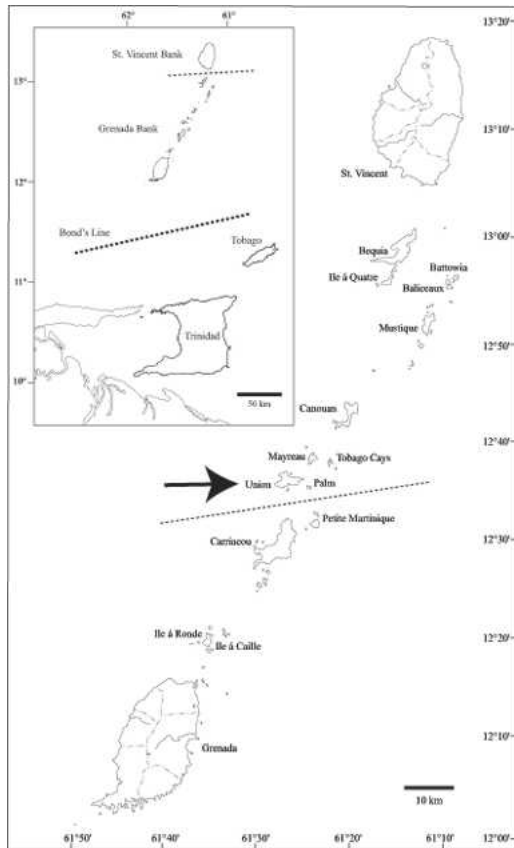 62°
61°
St. Vincent Bank
13°
Grenada Bank
12°
Bond's Line
Tobago
11°
Trinidad
10°
50 km
13°20'
13°10'
St. Vincent
13°00'
Bequia
Ile á Quatre
Battowia
Baliceaux
Mustique
12°50'
Canouan
12°40'
Mayreau
Tobago Cays
Union
Palm
Petite Martinique
12°30'
Carriacou
12°20'
Ile á Ronde
Ile á Caille
12°10'
Grenada
10 km
61°50'
61°40'
61°50'
61°20'
61°10'